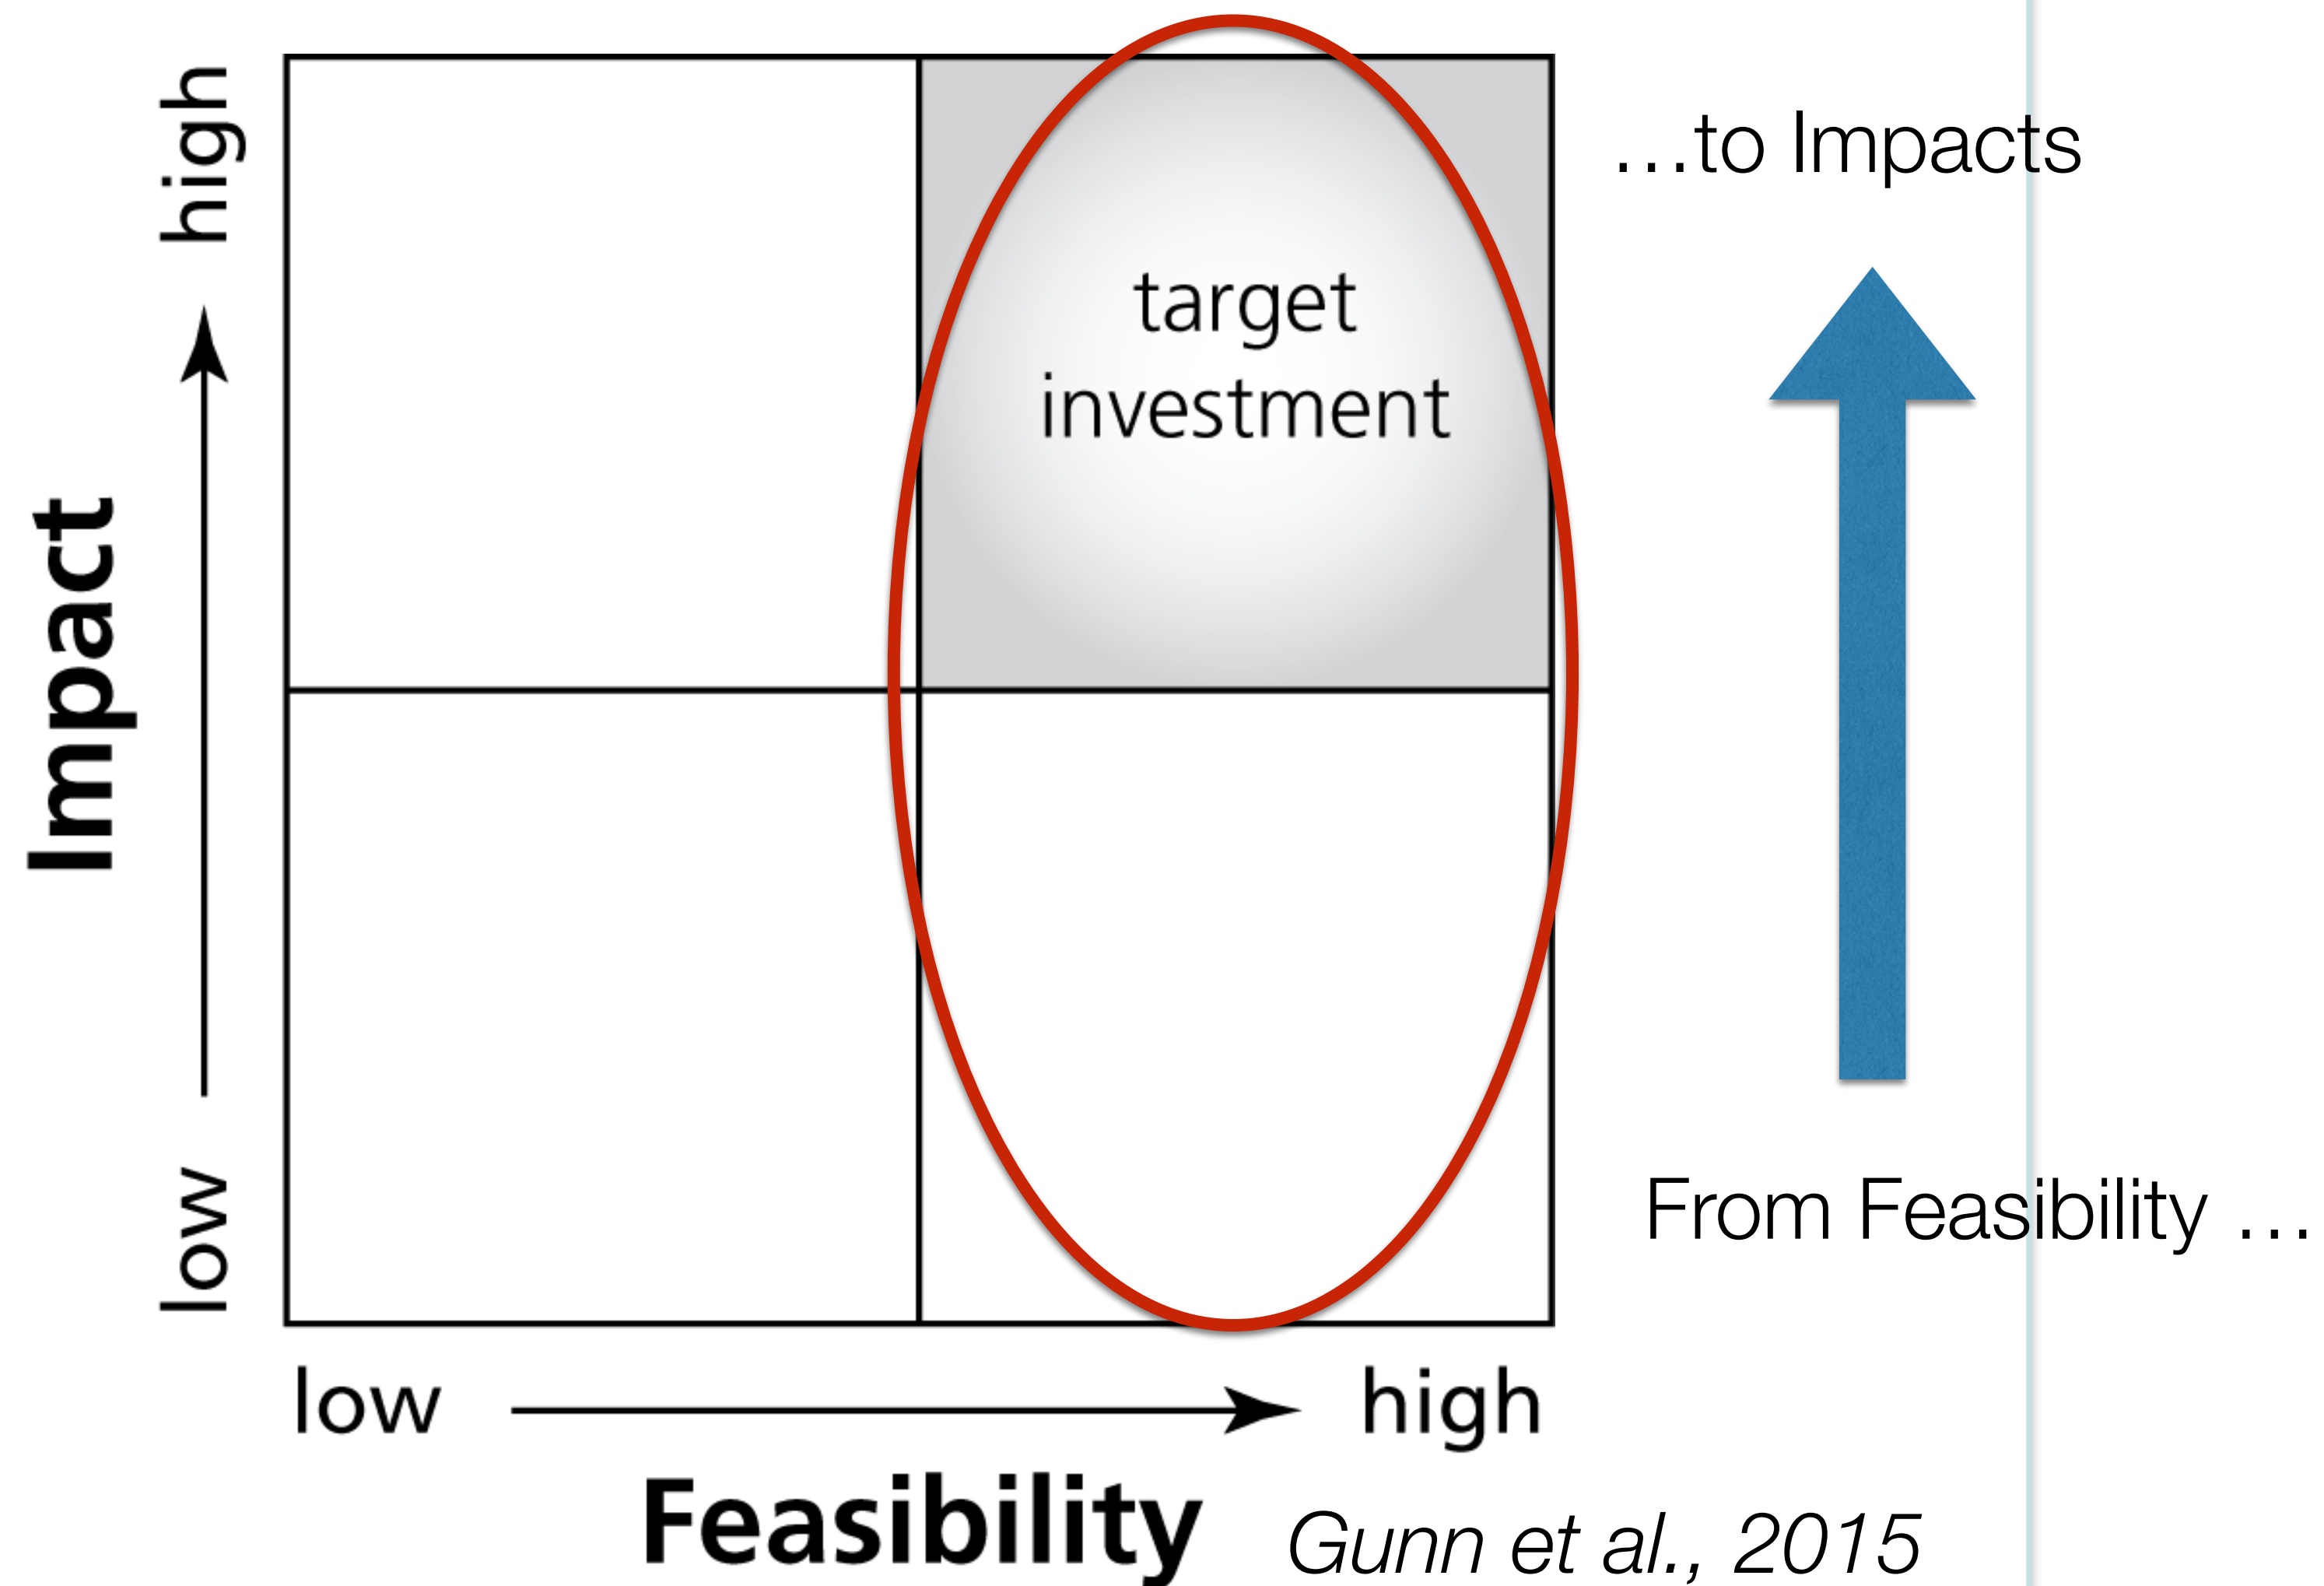 high
…to Impacts
target
investment
Impact
low
From Feasibility …
low
high
Feasibility
Gunn et al., 2015